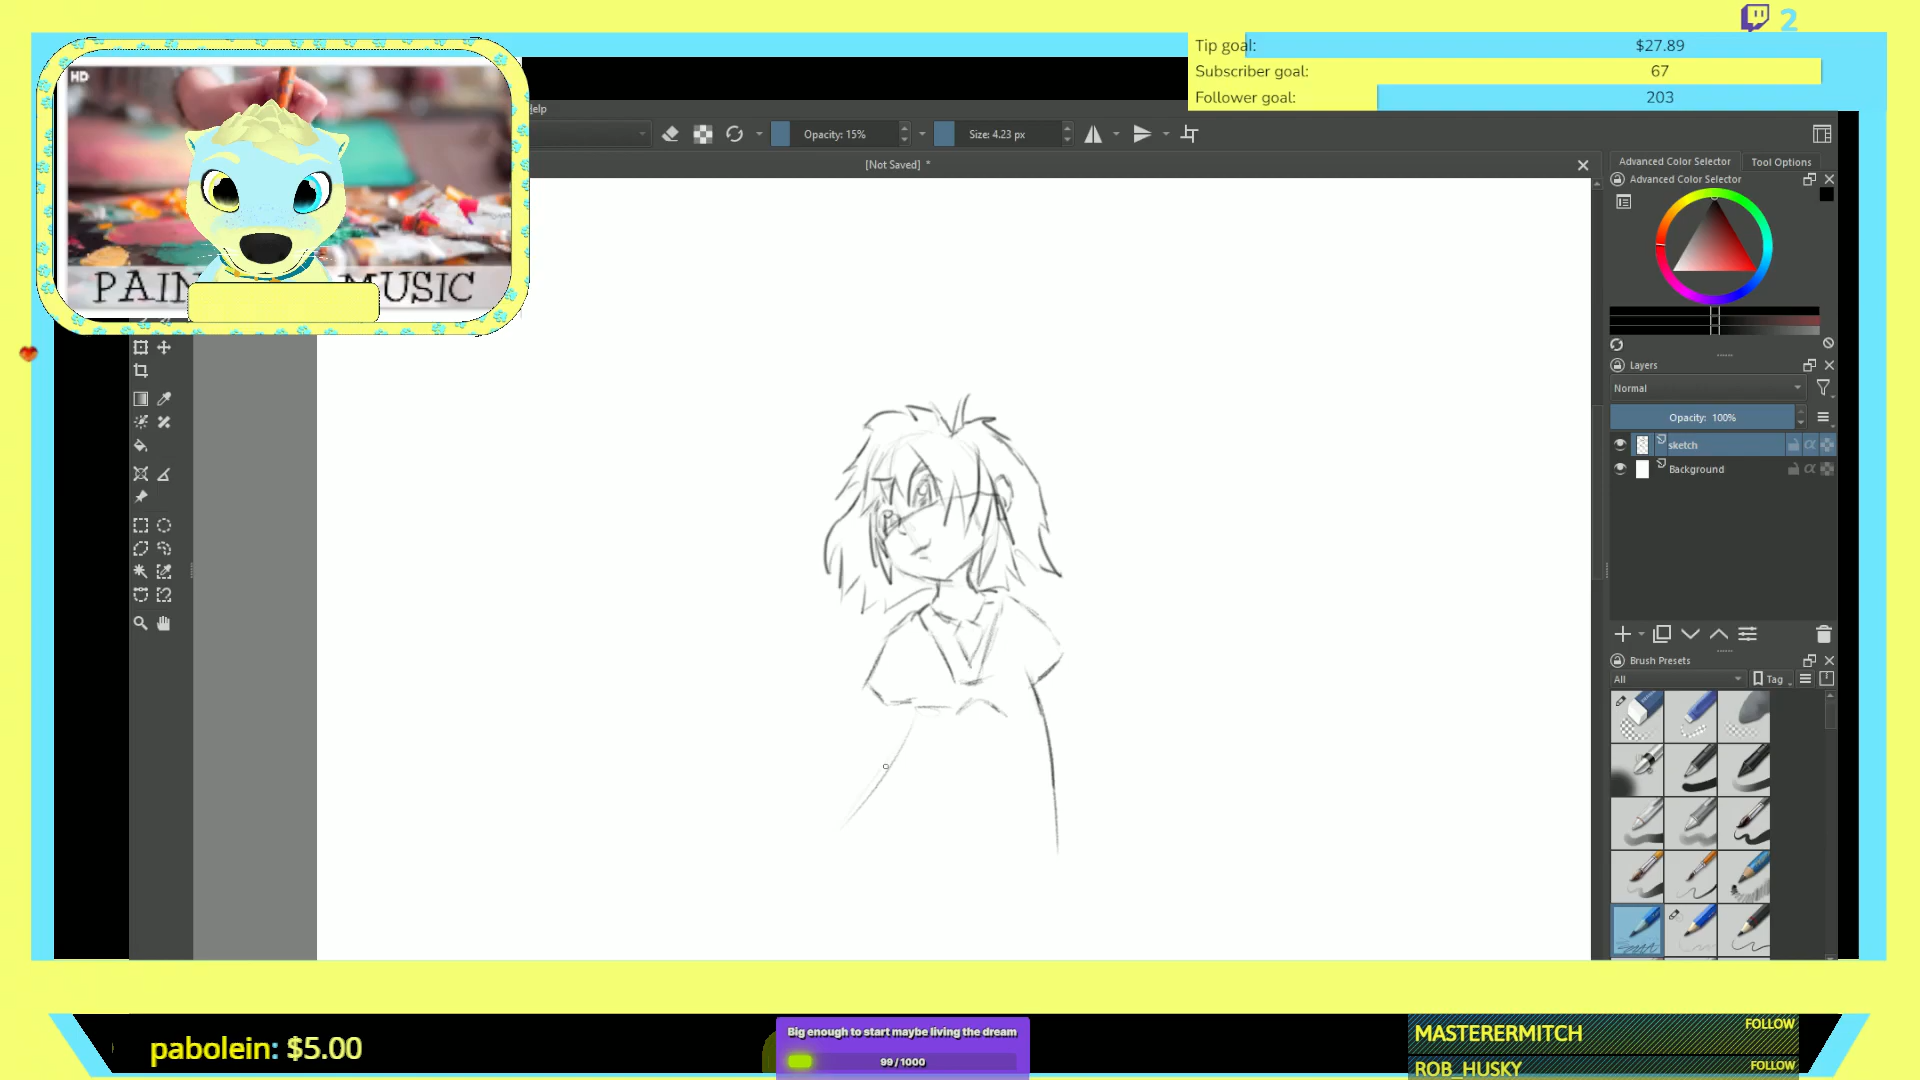 2
Tip goal: $27.89
Subscriber goal: 67
Follower goal: 203
HD
PAIN MUSIC
elp
Opacity: 15%
Size: 4.23 px
[Not Saved] *
Advanced Color Selector
Tool Options
Advanced Color Selector
Layers
Normal
Opacity: 100%
sketch
Background
Brush Presets
All
Tag
pabolein: $5.00
Big enough to start maybe living the dream
99 / 1000
MASTERERMITCH FOLLOW
ROB_HUSKY FOLLOW